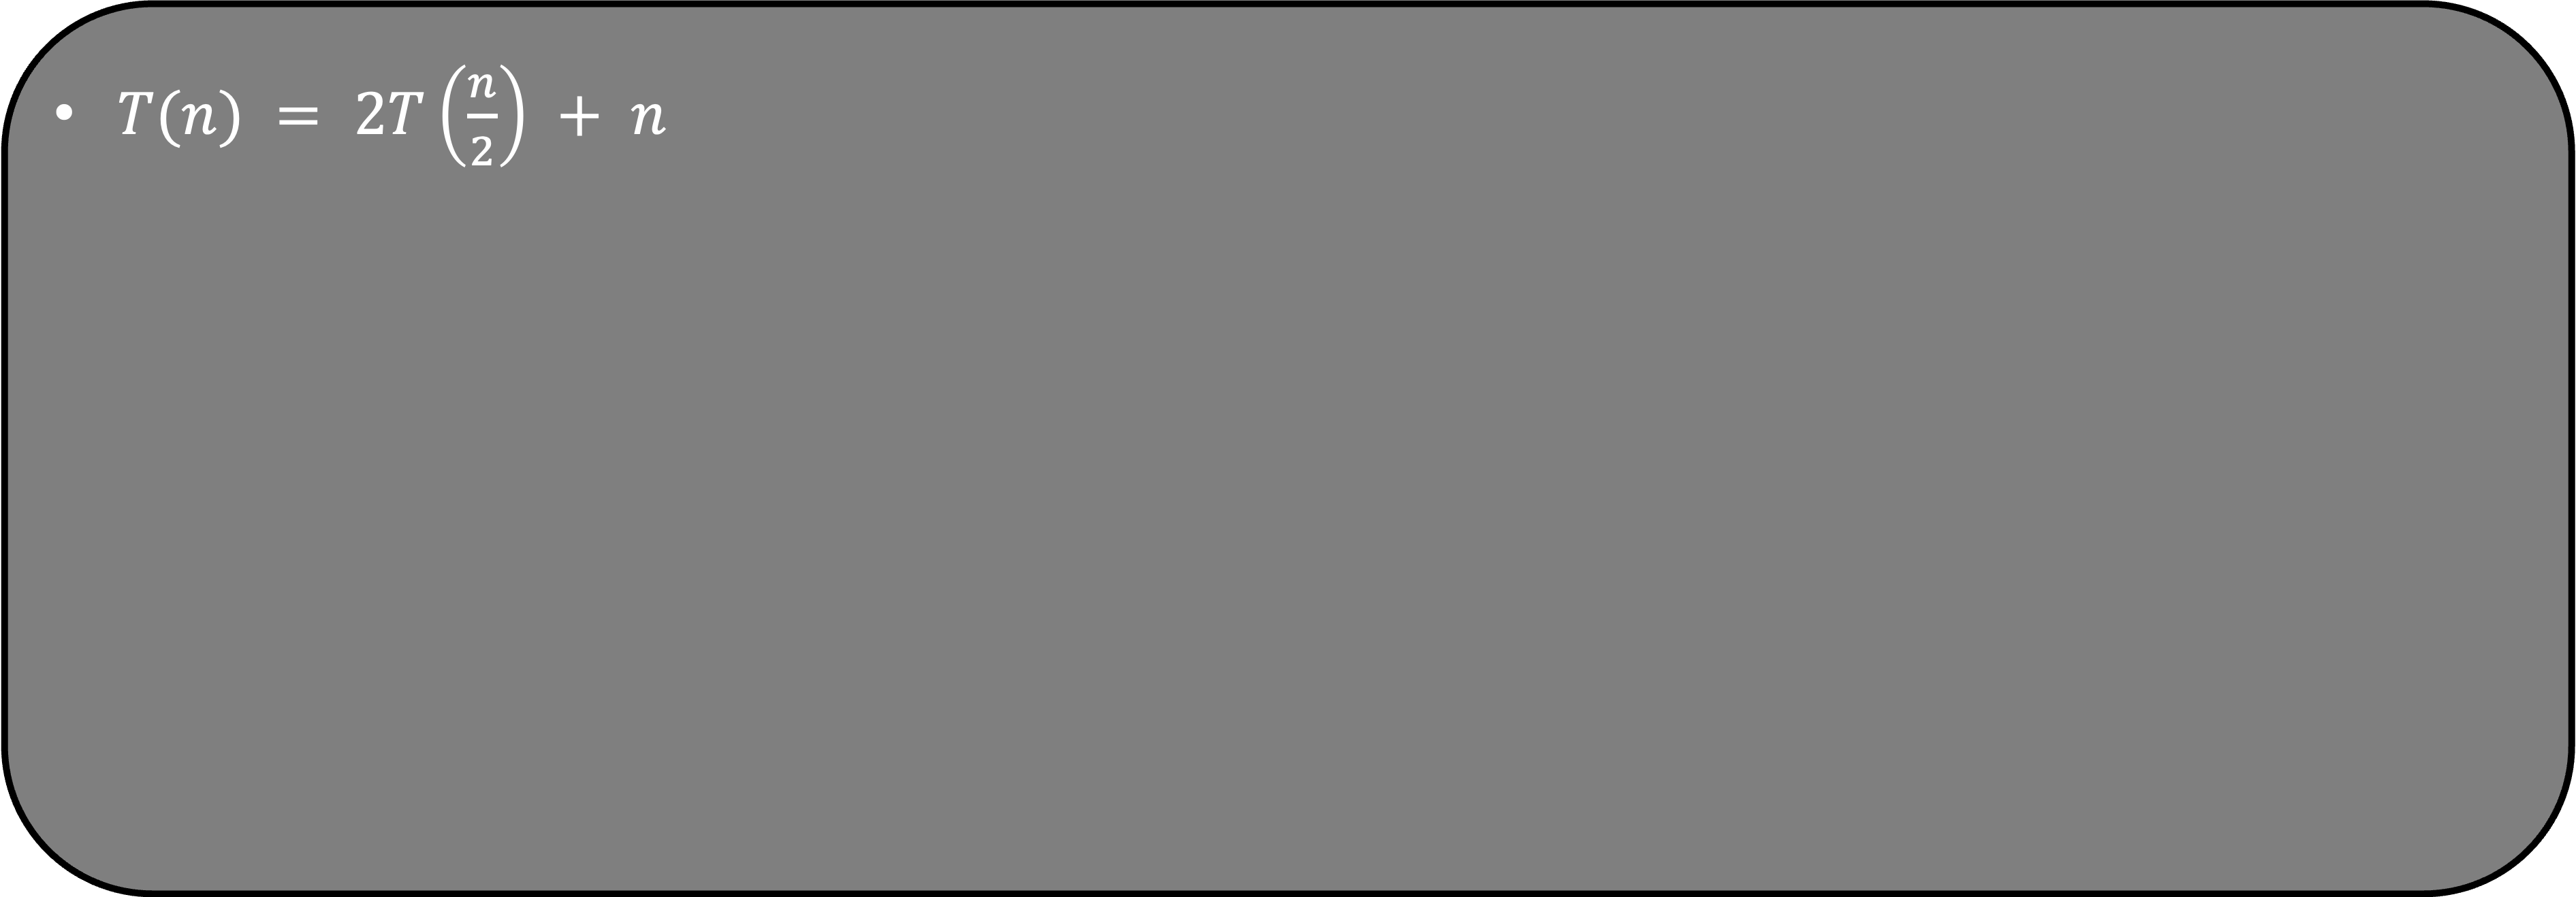 • T(n) = 2T(n/2) + n